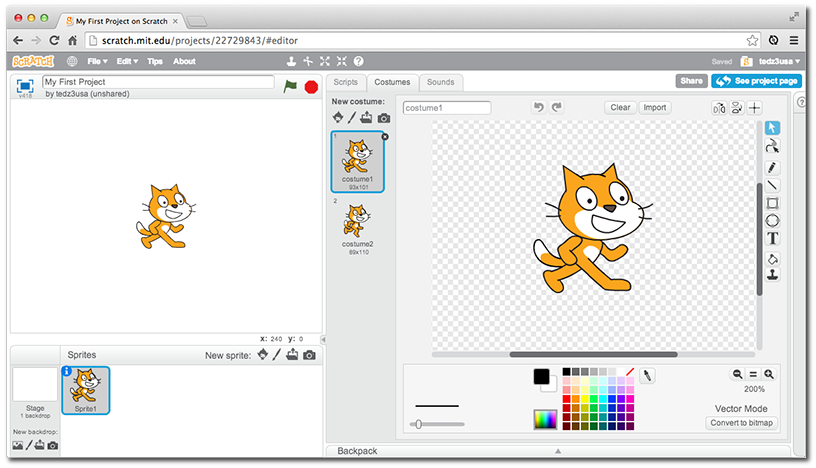 My First Project on Scratch
scratch.mit.edu/projects/22729843/#editor
SCRATCH File Edit Tips About Saved tedz3usa
My First Project
by tedz3usa (unshared)
v418
Scripts Costumes Sounds
Share See project page
New costume:
costume1
Clear Import
1
costume1
93x101
2
costume2
89x110
T
x: 240 y: 0
Sprites New sprite:
Sprite1
Stage
1 backdrop
New backdrop:
200%
Vector Mode
Convert to bitmap
Backpack